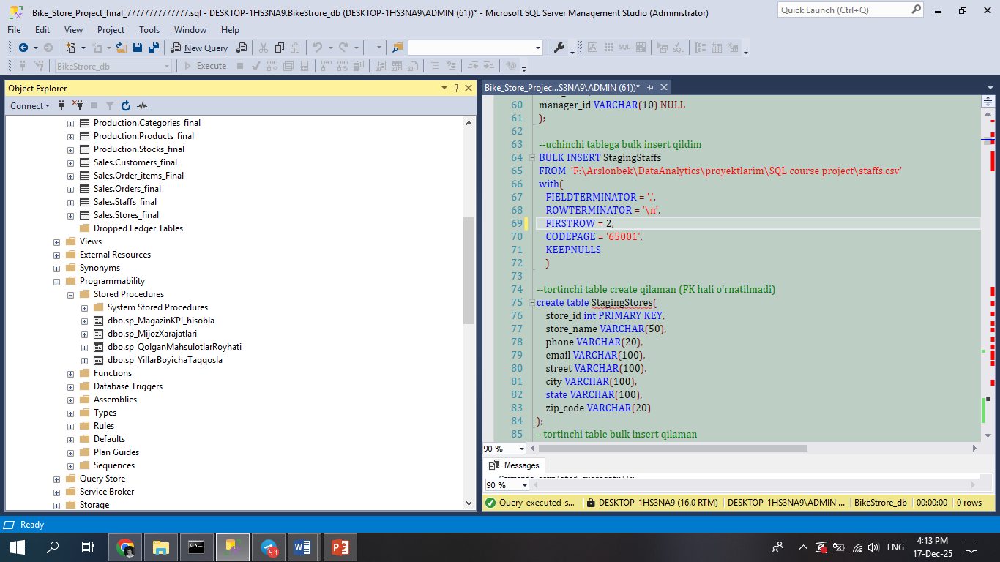 Bike_Store_Project_final_77777777777777.sql - DESKTOP-1HS3NA9.BikeStrore_db (DESKTOP-1HS3NA9\ADMIN (61))* - Microsoft SQL Server Management Studio (Administrator)
Quick Launch (Ctrl+Q)
File Edit View Project Tools Window Help
New Query
BikeStrore_db
Execute
Object Explorer
Connect
Production.Categories_final
Production.Products_final
Production.Stocks_final
Sales.Customers_final
Sales.Order_items_Final
Sales.Orders_final
Sales.Staffs_final
Sales.Stores_final
Dropped Ledger Tables
Views
External Resources
Synonyms
Programmability
Stored Procedures
System Stored Procedures
dbo.sp_MagazinKPI_hisobla
dbo.sp_MijozXarajatlari
dbo.sp_QolganMahsulotlarRoyhati
dbo.sp_YillarBoyichaTaqqosla
Functions
Database Triggers
Assemblies
Types
Rules
Defaults
Plan Guides
Sequences
Query Store
Service Broker
Storage
Bike_Store_Projec...S3NA9\ADMIN (61))*
60 manager_id VARCHAR(10) NULL
61 );
62
63 --uchinchi tablega bulk insert qildim
64 BULK INSERT StagingStaffs
65 FROM 'F:\Arslonbek\DataAnalytics\proyektlarim\SQL course project\staffs.csv'
66 with(
67 FIELDTERMINATOR = ',',
68 ROWTERMINATOR = '\n',
69 FIRSTROW = 2,
70 CODEPAGE = '65001',
71 KEEPNULLS
72 )
73
74 --tortinchi table create qilaman (FK hali o'rnatilmadi)
75 create table StagingStores(
76 store_id int PRIMARY KEY,
77 store_name VARCHAR(50),
78 phone VARCHAR(20),
79 email VARCHAR(100),
80 street VARCHAR(100),
81 city VARCHAR(100),
82 state VARCHAR(100),
83 zip_code VARCHAR(20)
84 );
85 --tortinchi table bulk insert qilaman
90 %
Messages
90 %
Query executed s... DESKTOP-1HS3NA9 (16.0 RTM) DESKTOP-1HS3NA9\ADMIN ... BikeStrore_db 00:00:00 0 rows
Ready
93
ENG
4:13 PM
17-Dec-25